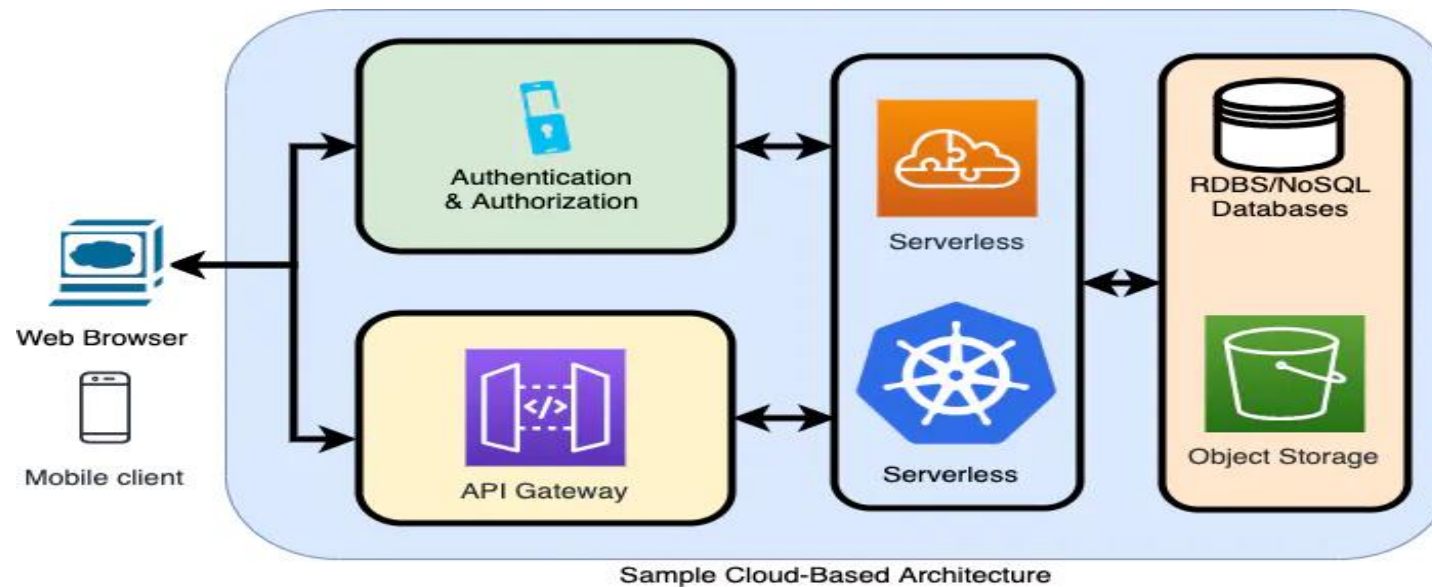 Authentication
& Authorization
Web Browser
Mobile client
</>
API Gateway
Serverless
Serverless
RDBS/NoSQL
Databases
Object Storage
Sample Cloud-Based Architecture